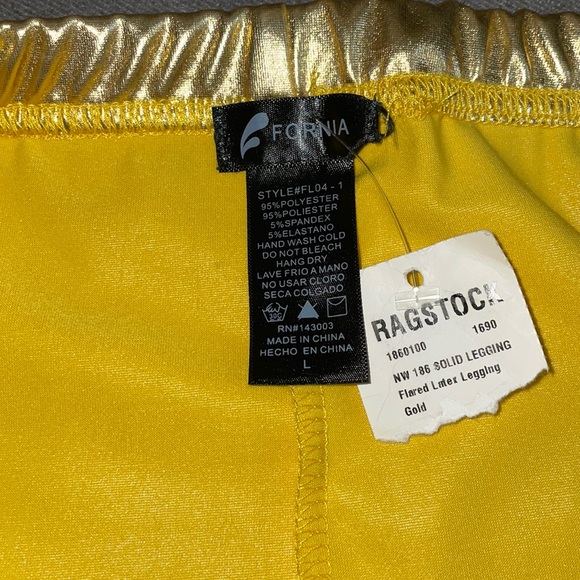 FORNIA
STYLE#FL04 - 1
95%POLYESTER
95%POLIESTER
5%SPANDEX
5%ELASTANO
HAND WASH COLD
DO NOT BLEACH
HANG DRY
LAVE FRIO A MANO
NO USAR CLORO
SECA COLGADO
RN#143003
MADE IN CHINA
HECHO EN CHINA
L
RAGSTOCK
1860100 1690
NW 186 SOLID LEGGING
Flared Latex Legging
Gold